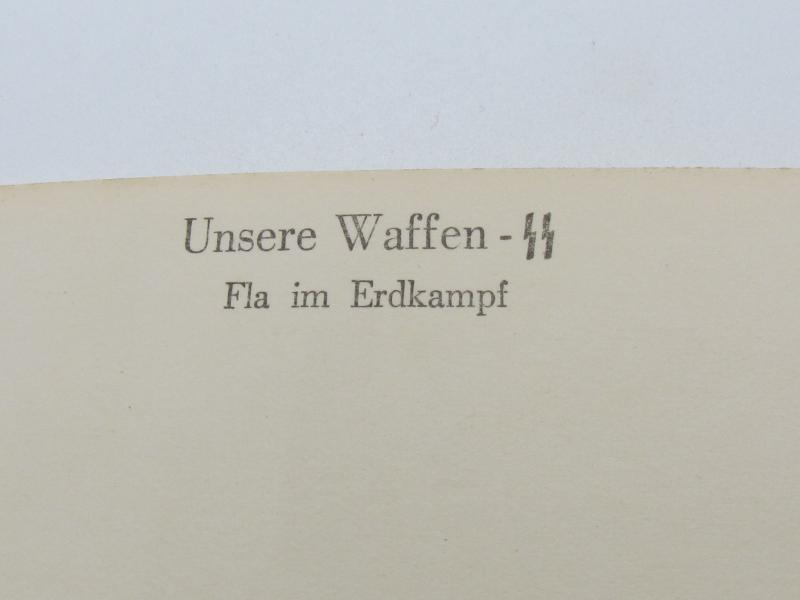 Unsere Waffen-ᛋᛋ
Fla im Erdkampf